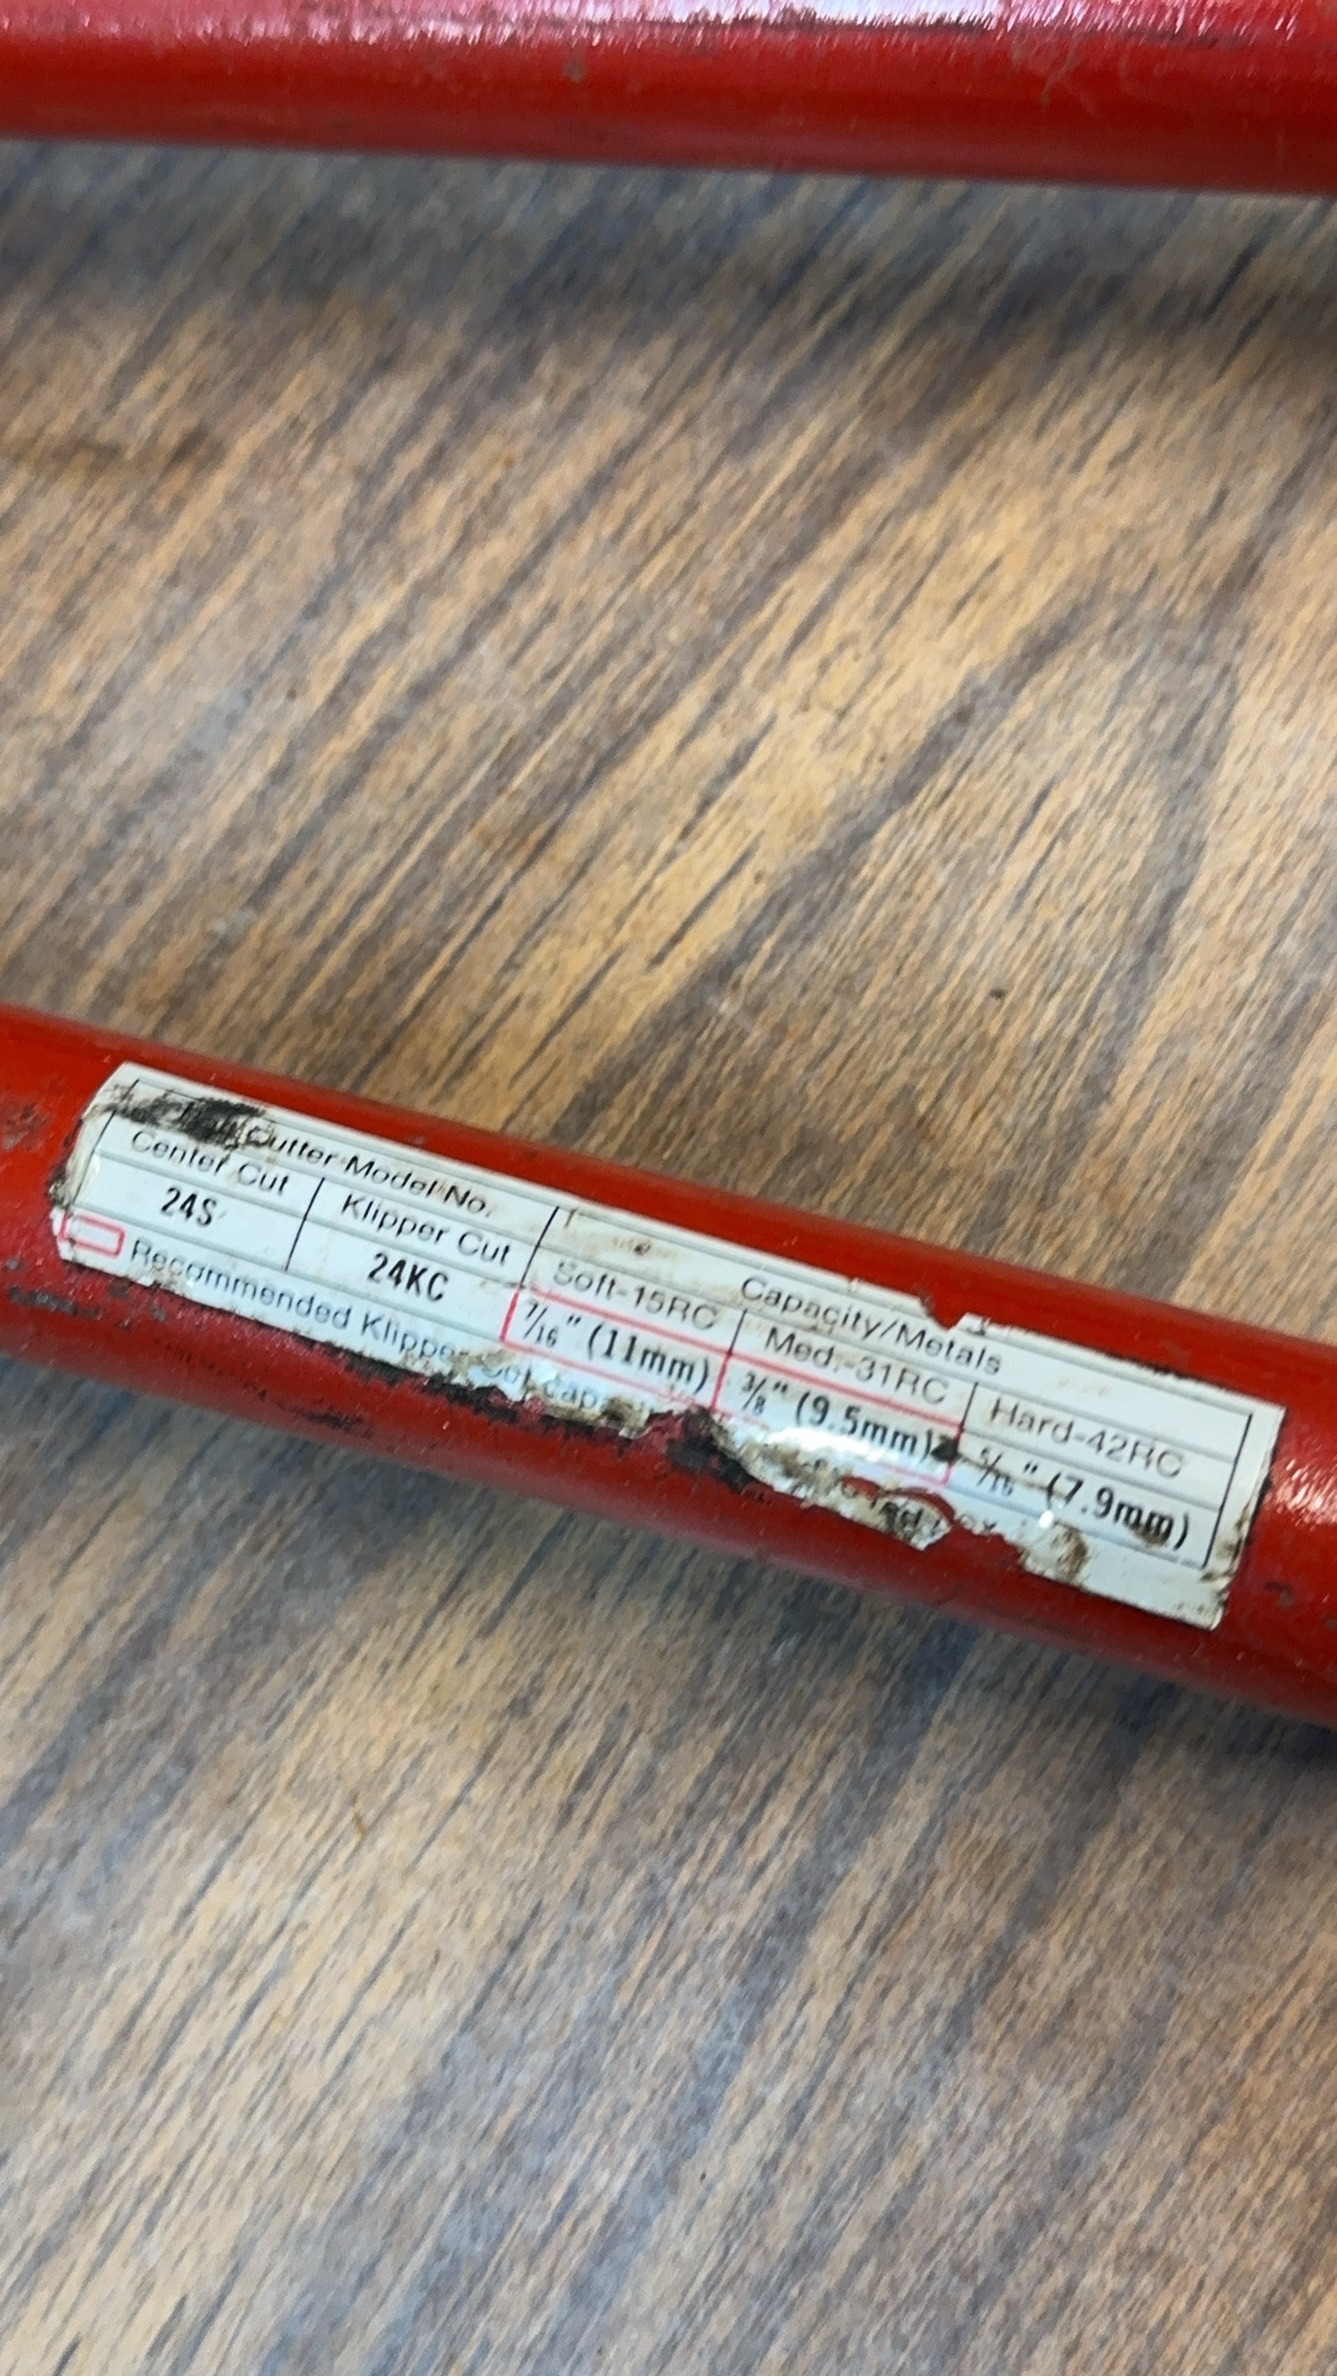 Cutter Model No.
Capacity/Metals
Center Cut Klipper Cut Soft-15RC Med.-31RC Hard-42RC
24S 24KC 7/16" (11mm) 3/8" (9.5mm) 5/16" (7.9mm)
Recommended Klipper Cut